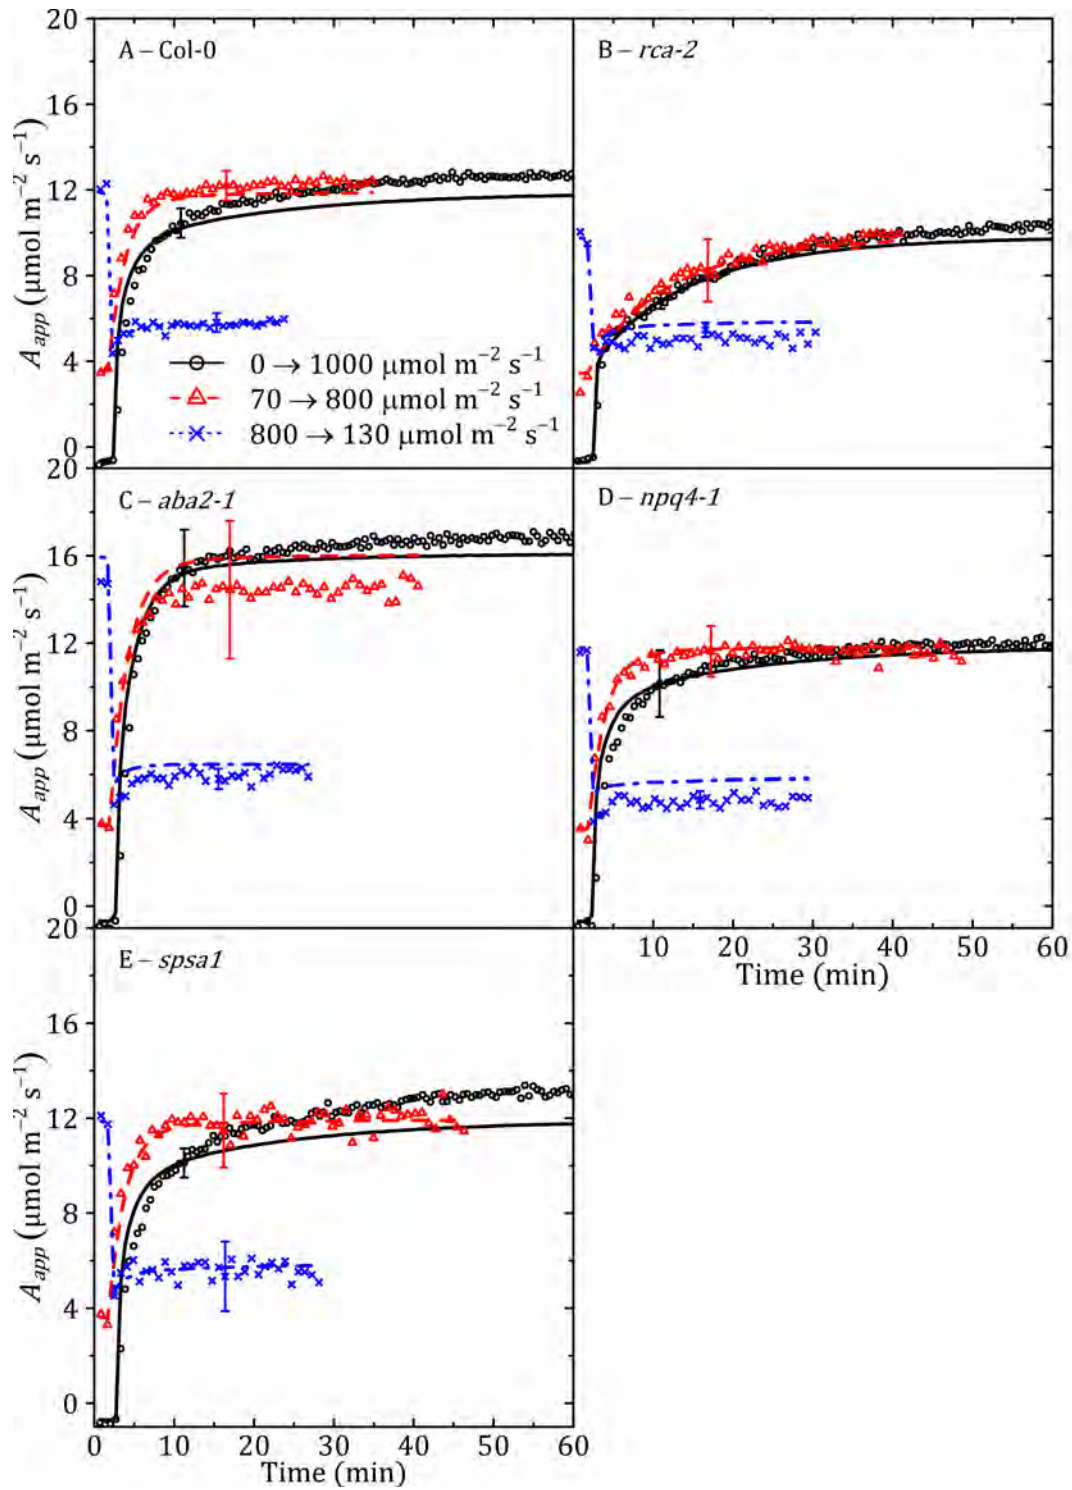 20
16
12
8
4
0
A_app (μmol m⁻² s⁻¹)
A – Col-0
0 → 1000 μmol m⁻² s⁻¹
70 → 800 μmol m⁻² s⁻¹
800 → 130 μmol m⁻² s⁻¹
B – rca-2
20
16
12
8
4
0
A_app (μmol m⁻² s⁻¹)
C – aba2-1
D – npq4-1
10 20 30 40 50 60
Time (min)
20
16
12
8
4
0
A_app (μmol m⁻² s⁻¹)
E – spsa1
0 10 20 30 40 50 60
Time (min)